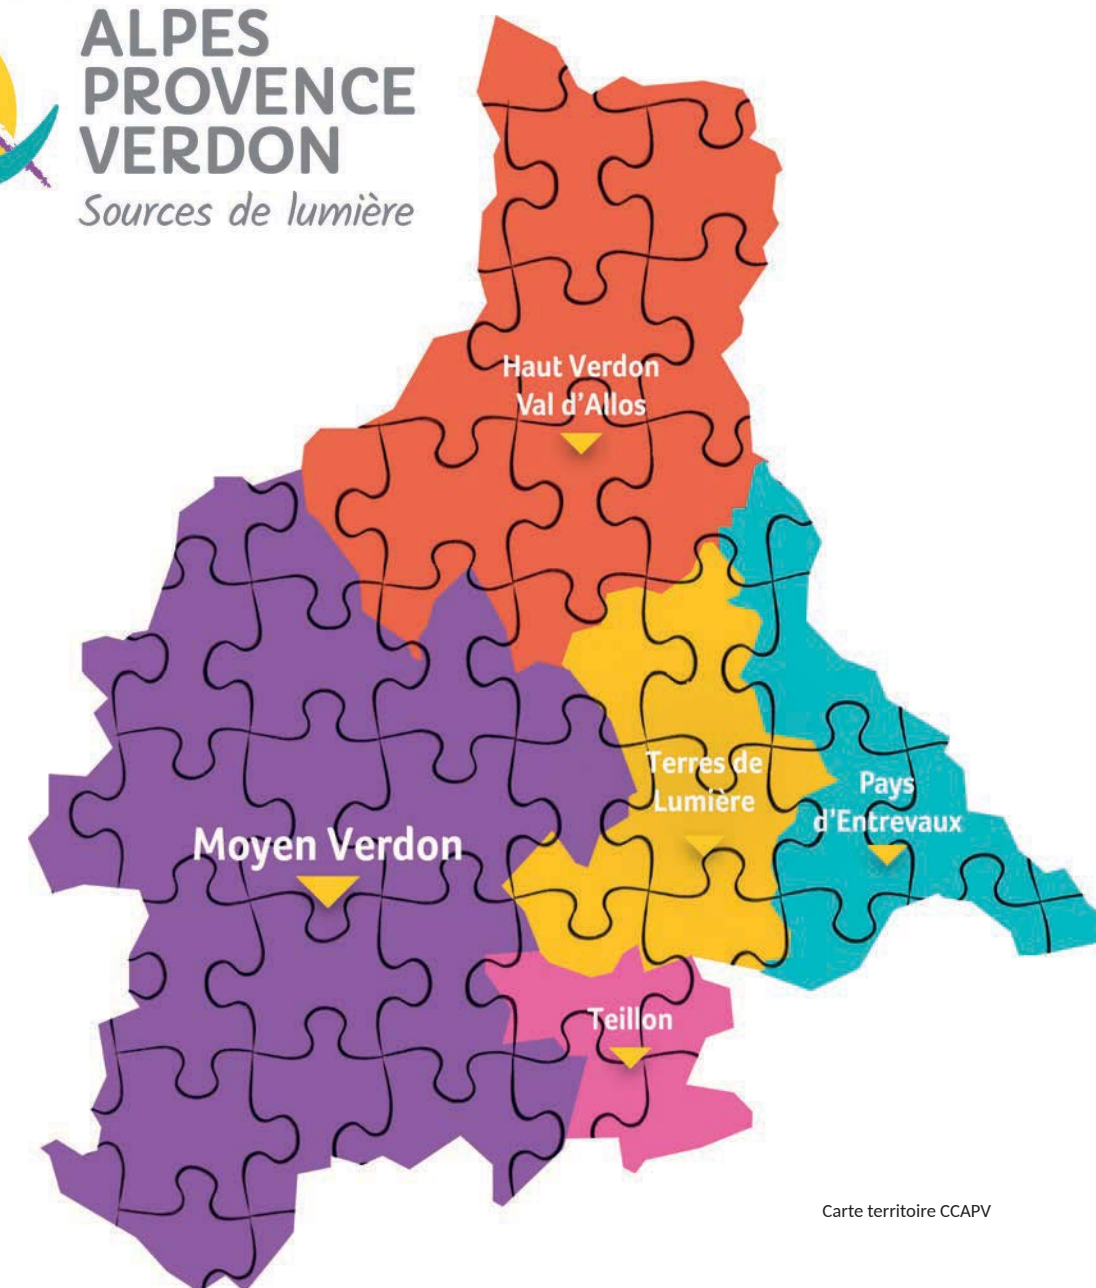 ALPES
PROVENCE
VERDON
Sources de lumière
Haut Verdon
Val d'Allos
Terres de
Lumière
Pays
d'Entrevaux
Moyen Verdon
Teillon
Carte territoire CCAPV